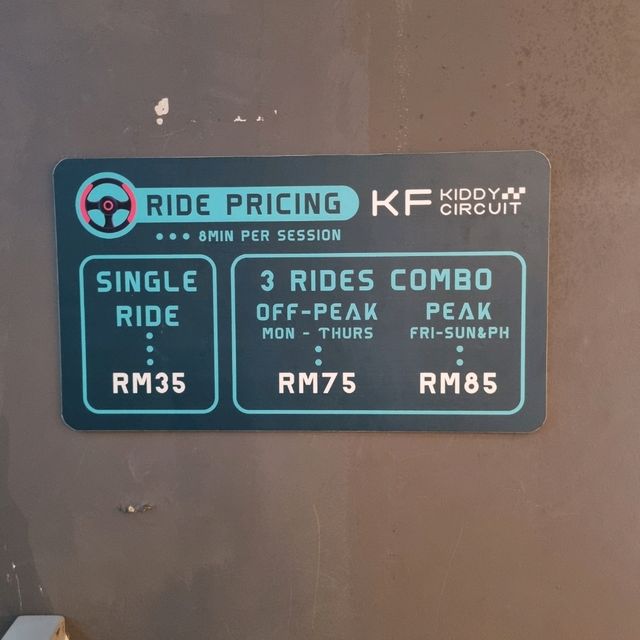 RIDE PRICING
8MIN PER SESSION
KF KIDDY
CIRCUIT
SINGLE
RIDE
RM35
3 RIDES COMBO
OFF-PEAK
MON - THURS
RM75
PEAK
FRI-SUN&PH
RM85